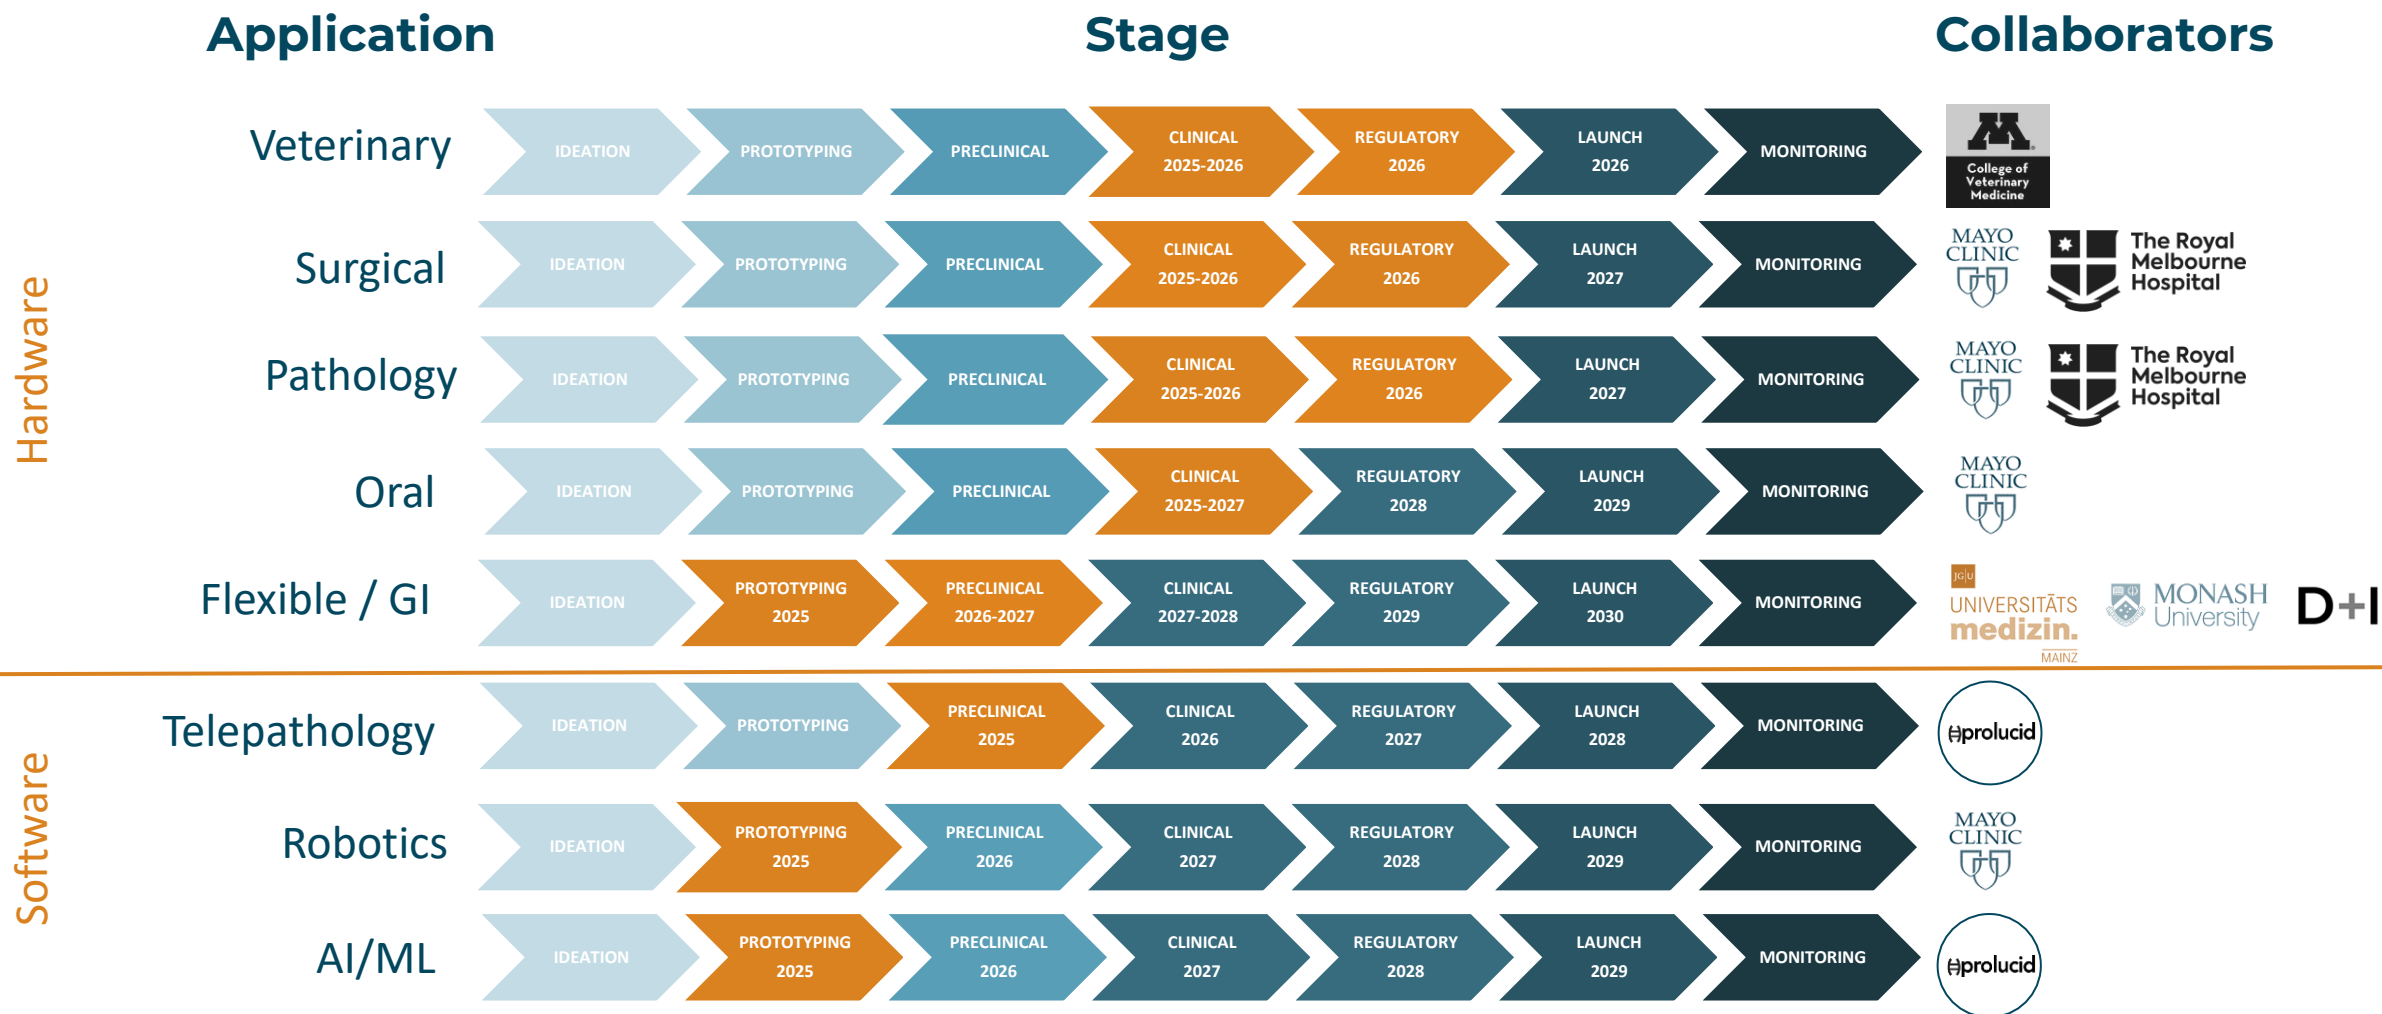 Application
Stage
Collaborators
Hardware
Veterinary
IDEATION
PROTOTYPING
PRECLINICAL
CLINICAL
2025-2026
REGULATORY
2026
LAUNCH
2026
MONITORING
M
College of
Veterinary
Medicine
Surgical
IDEATION
PROTOTYPING
PRECLINICAL
CLINICAL
2025-2026
REGULATORY
2026
LAUNCH
2027
MONITORING
MAYO
CLINIC
The Royal
Melbourne
Hospital
Pathology
IDEATION
PROTOTYPING
PRECLINICAL
CLINICAL
2025-2026
REGULATORY
2026
LAUNCH
2027
MONITORING
MAYO
CLINIC
The Royal
Melbourne
Hospital
Oral
IDEATION
PROTOTYPING
PRECLINICAL
CLINICAL
2025-2027
REGULATORY
2028
LAUNCH
2029
MONITORING
MAYO
CLINIC
Flexible / GI
IDEATION
PROTOTYPING
2025
PRECLINICAL
2026-2027
CLINICAL
2027-2028
REGULATORY
2029
LAUNCH
2030
MONITORING
JG|U
UNIVERSITĀTS
medizin.
MAINZ
MONASH
University
D+I
Software
Telepathology
IDEATION
PROTOTYPING
PRECLINICAL
2025
CLINICAL
2026
REGULATORY
2027
LAUNCH
2028
MONITORING
prolucid
Robotics
IDEATION
PROTOTYPING
2025
PRECLINICAL
2026
CLINICAL
2027
REGULATORY
2028
LAUNCH
2029
MONITORING
MAYO
CLINIC
AI/ML
IDEATION
PROTOTYPING
2025
PRECLINICAL
2026
CLINICAL
2027
REGULATORY
2028
LAUNCH
2029
MONITORING
prolucid